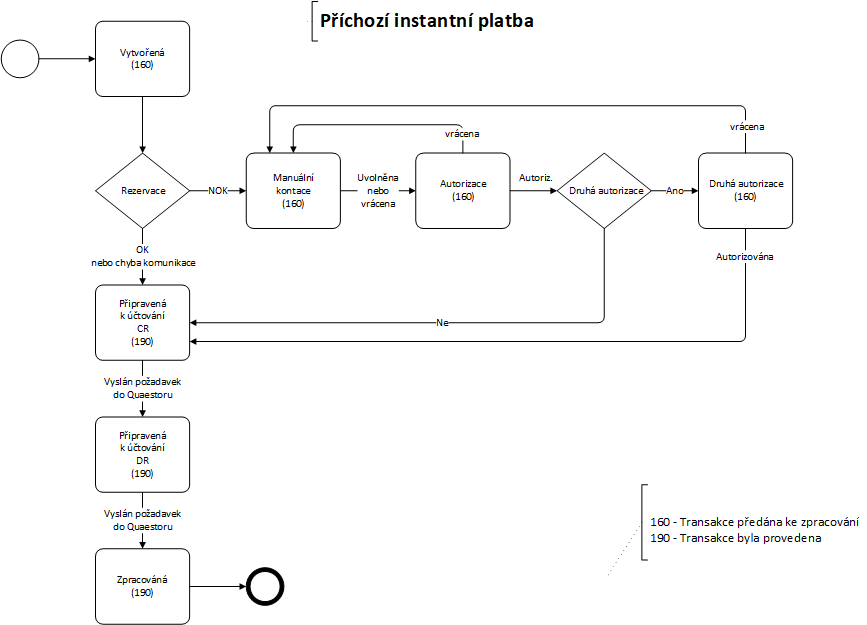 Příchozí instantní platba
Vytvořená
(160)
vrácena
vrácena
Rezervace
NOK
Manuální
kontace
(160)
Uvolněna
nebo
vrácena
Autorizace
(160)
Autoriz.
Druhá autorizace
Ano
Druhá autorizace
(160)
OK
nebo chyba komunikace
Autorizována
Připravená
k účtování
CR
(190)
Ne
Vyslán požadavek
do Quaestoru
Připravená
k účtování
DR
(190)
Vyslán požadavek
do Quaestoru
160 - Transakce předána ke zpracování
190 - Transakce byla provedena
Zpracováná
(190)